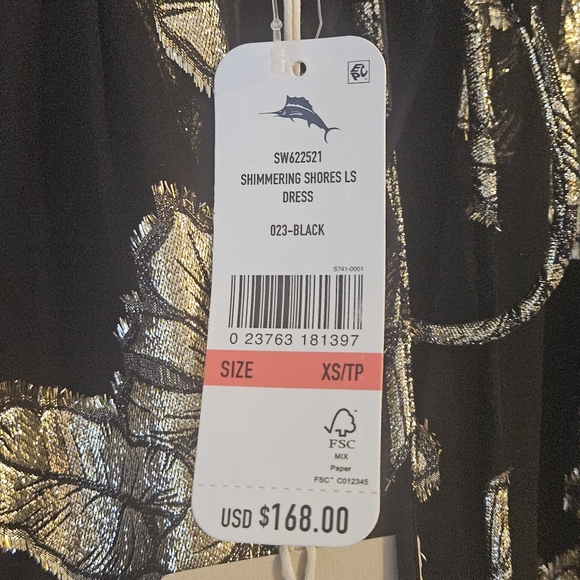 SW622521
SHIMMERING SHORES LS
DRESS
023-BLACK
S741-0001
0 23763 181397
SIZE XS/TP
FSC
MIX
Paper
FSC™ C012345
USD $168.00